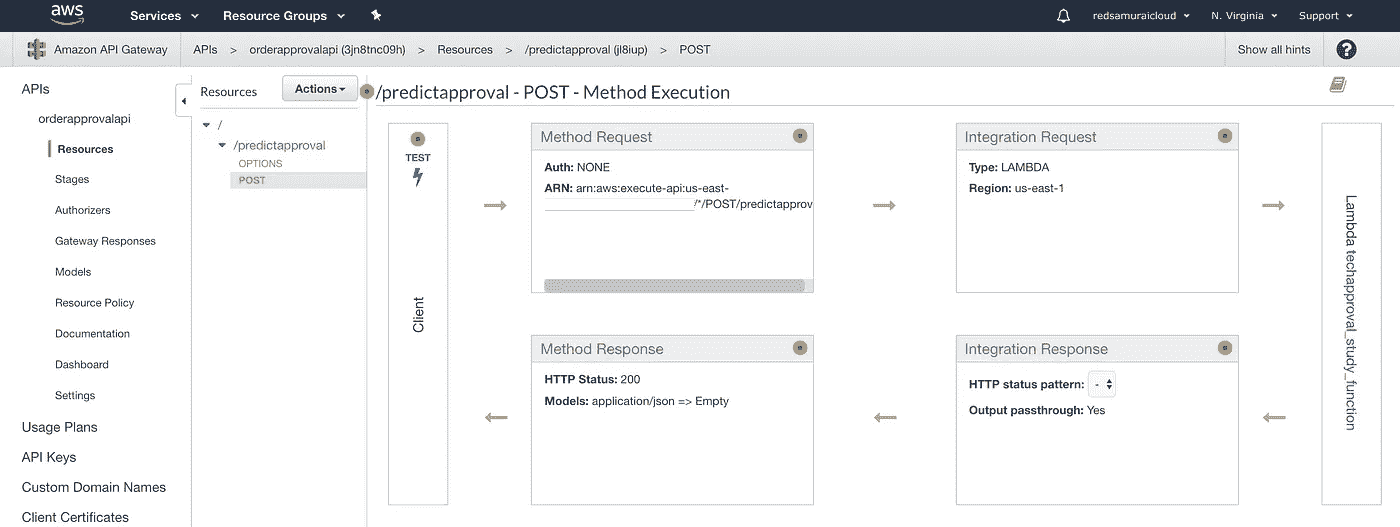 aws
Services
Resource Groups
redsamuraicloud
N. Virginia
Support
Amazon API Gateway
APIs > orderapprovalapi (3jn8tnc09h) > Resources > /predictapproval (jl8iup) > POST
Show all hints
?
APIs
orderapprovalapi
Resources
Stages
Authorizers
Gateway Responses
Models
Resource Policy
Documentation
Dashboard
Settings
Usage Plans
API Keys
Custom Domain Names
Client Certificates
Resources
Actions
/
/predictapproval
OPTIONS
POST
/predictapproval - POST - Method Execution
TEST
Client
Method Request
Auth: NONE
ARN: arn:aws:execute-api:us-east-
/*/POST/predictapprov
Integration Request
Type: LAMBDA
Region: us-east-1
Lambda techapproval_study_function
Method Response
HTTP Status: 200
Models: application/json => Empty
Integration Response
HTTP status pattern: -
Output passthrough: Yes